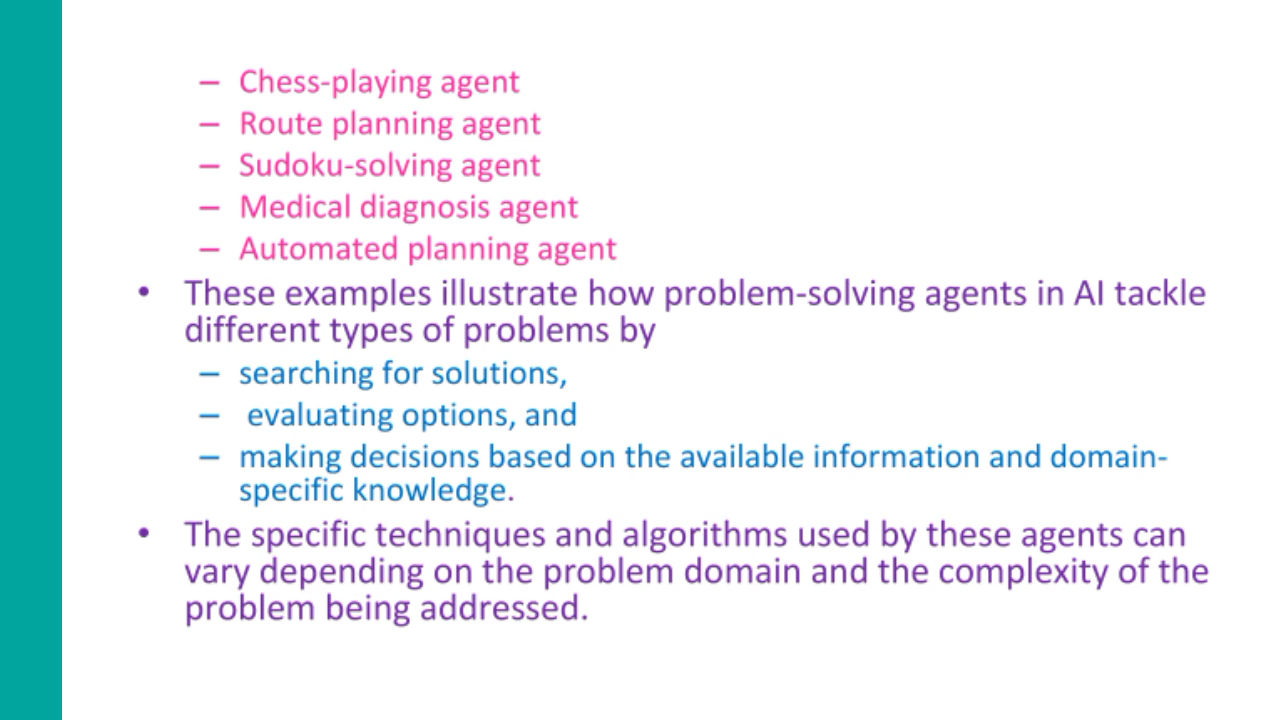 – Chess-playing agent
– Route planning agent
– Sudoku-solving agent
– Medical diagnosis agent
– Automated planning agent
• These examples illustrate how problem-solving agents in AI tackle
different types of problems by
– searching for solutions,
– evaluating options, and
– making decisions based on the available information and domain-
specific knowledge.
• The specific techniques and algorithms used by these agents can
vary depending on the problem domain and the complexity of the
problem being addressed.